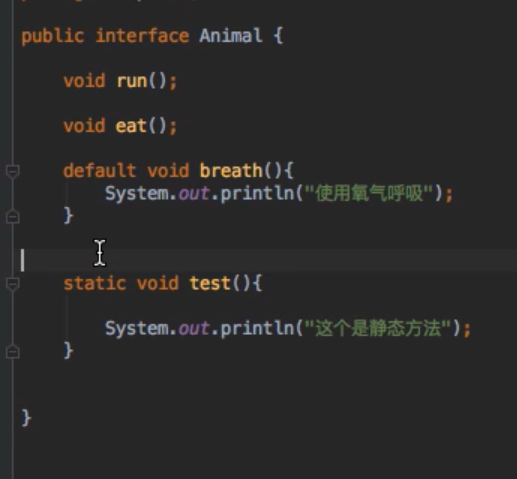 public interface Animal {
void run();
void eat();
default void breath(){
System.out.println("使用氧气呼吸");
}
static void test(){
System.out.println("这个是静态方法");
}
}